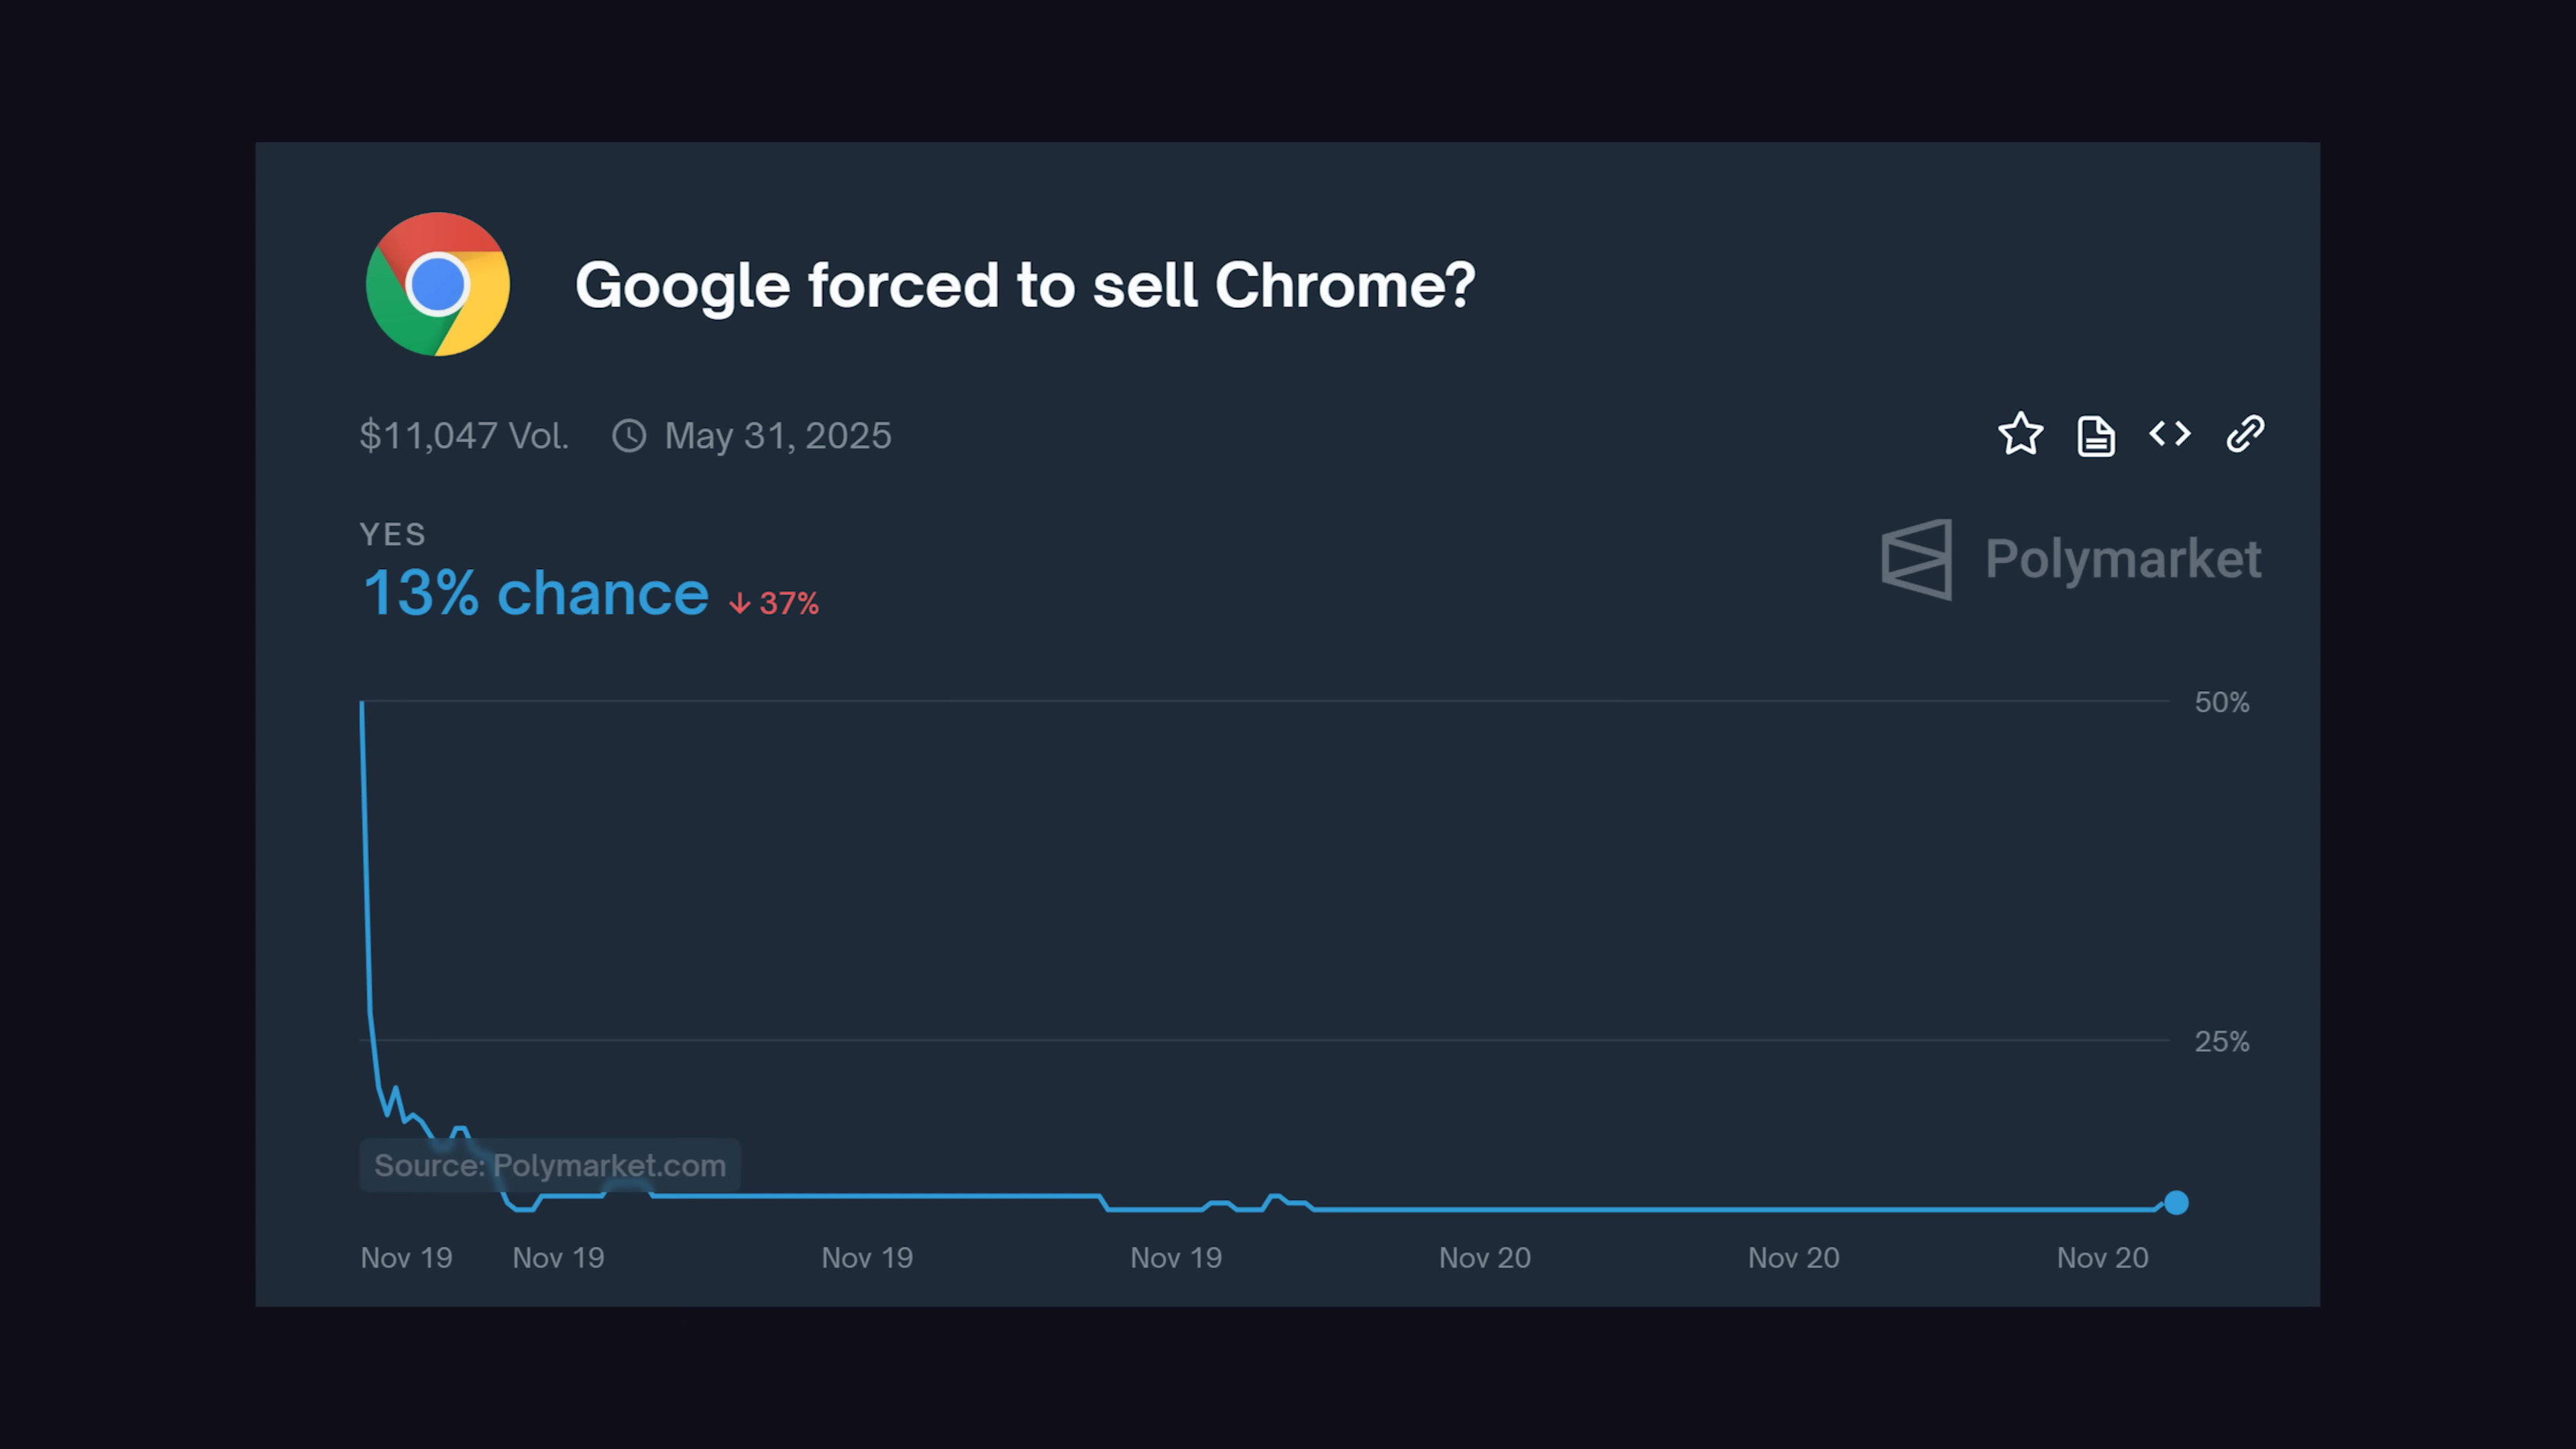 Google forced to sell Chrome?
$11,047 Vol. May 31, 2025
YES
13% chance ↓ 37%
Polymarket
50%
25%
Source: Polymarket.com
Nov 19 Nov 19 Nov 19 Nov 19 Nov 20 Nov 20 Nov 20